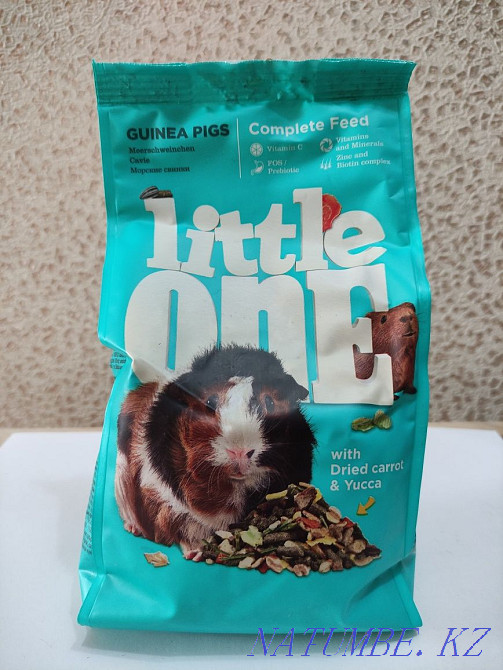 GUINEA PIGS
Meerschweinchen
Cavie
Морские свинки
Complete Feed
Vitamin C
FOS /
Prebiotic
Vitamins
and Minerals
Zinc and
Biotin complex
little
one
with
Dried carrot
& Yucca
NATUMBE.KZ